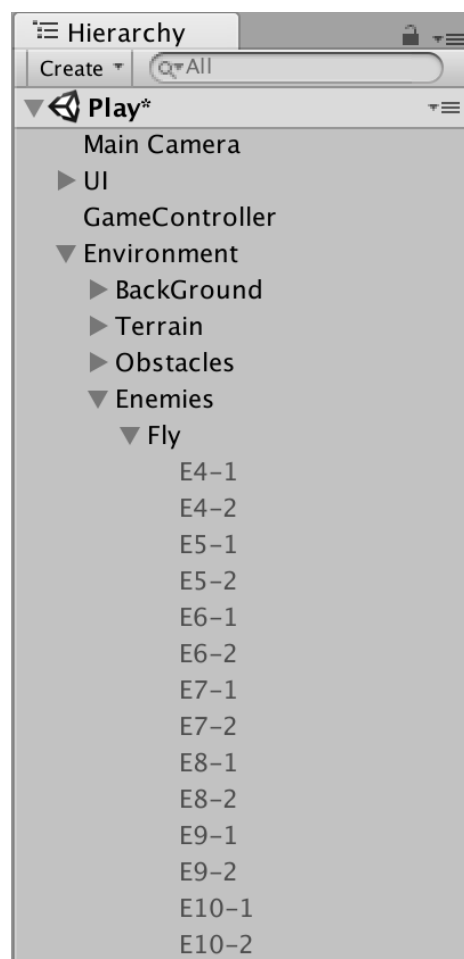 Hierarchy
Create All
Play*
Main Camera
UI
GameController
Environment
BackGround
Terrain
Obstacles
Enemies
Fly
E4-1
E4-2
E5-1
E5-2
E6-1
E6-2
E7-1
E7-2
E8-1
E8-2
E9-1
E9-2
E10-1
E10-2